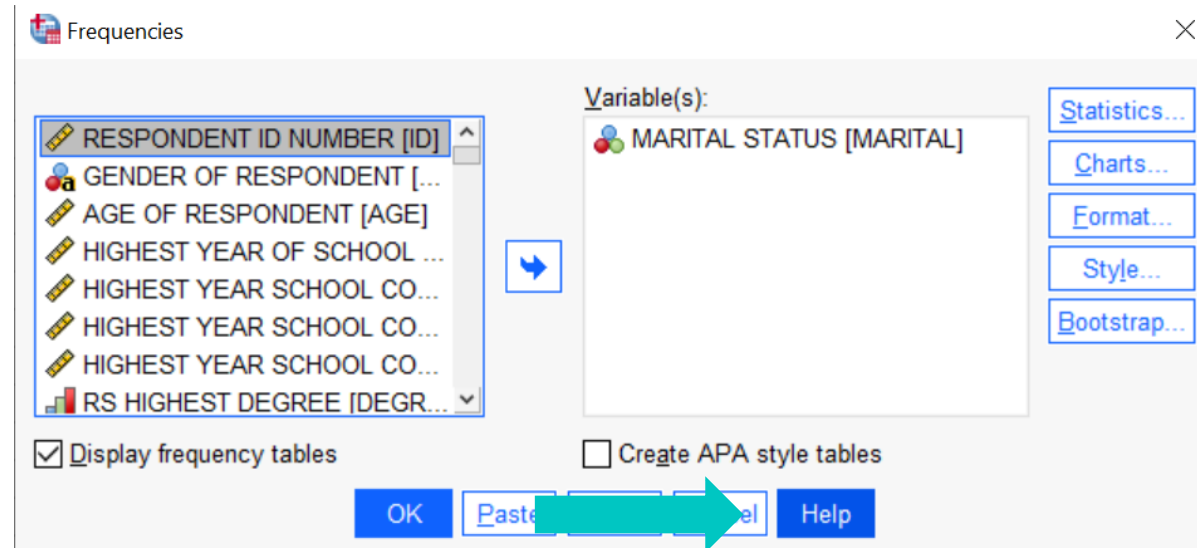 Frequencies
Variable(s):
RESPONDENT ID NUMBER [ID]
GENDER OF RESPONDENT [...
AGE OF RESPONDENT [AGE]
HIGHEST YEAR OF SCHOOL ...
HIGHEST YEAR SCHOOL CO...
HIGHEST YEAR SCHOOL CO...
HIGHEST YEAR SCHOOL CO...
RS HIGHEST DEGREE [DEGR...
MARITAL STATUS [MARITAL]
Statistics...
Charts...
Format...
Style...
Bootstrap...
Display frequency tables
Create APA style tables
OK Paste Help